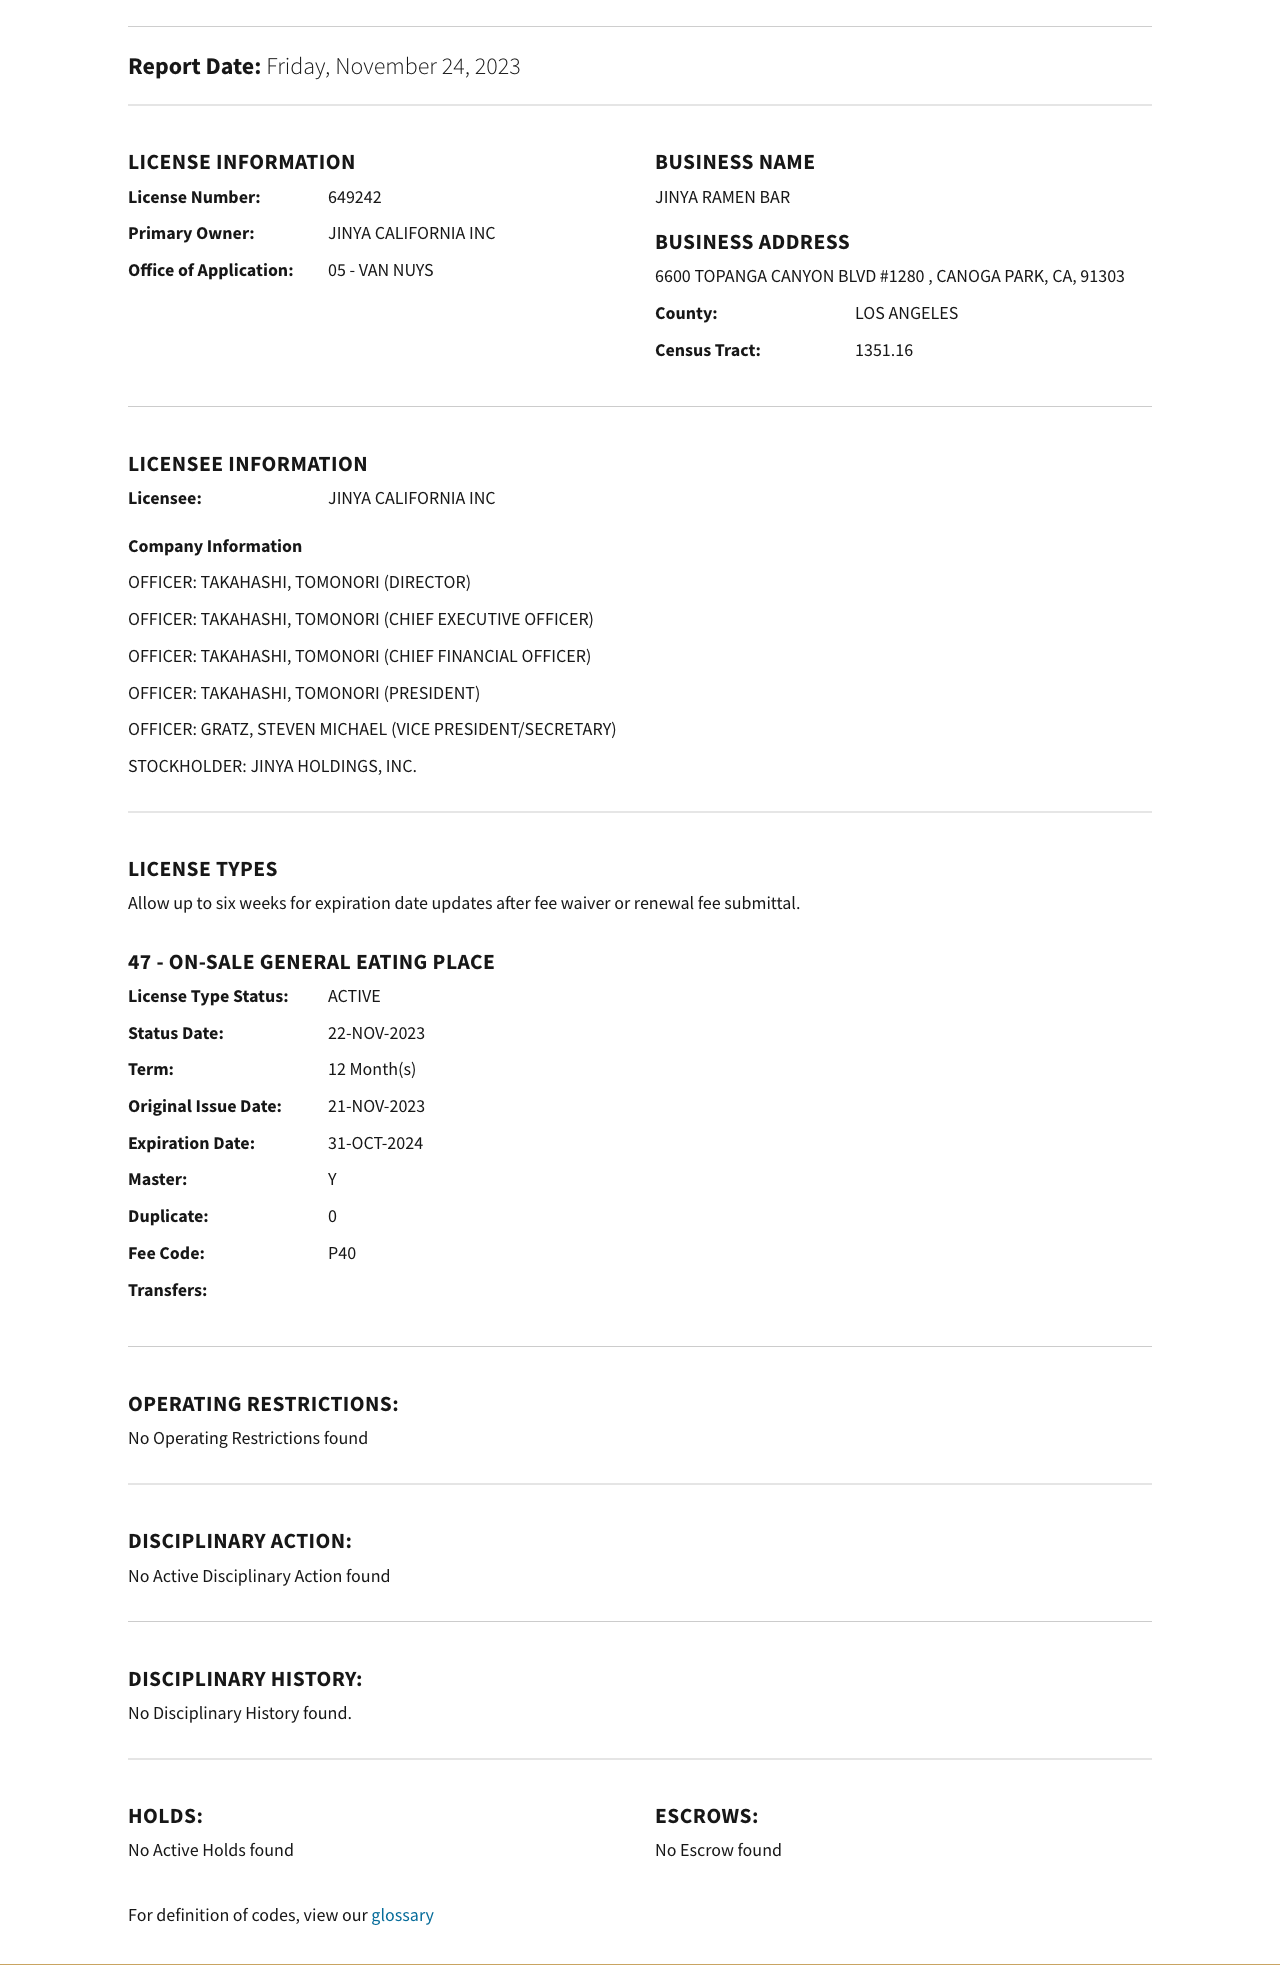 Report Date: Friday, November 24, 2023
LICENSE INFORMATION
License Number: 649242
Primary Owner: JINYA CALIFORNIA INC
Office of Application: 05 - VAN NUYS
BUSINESS NAME
JINYA RAMEN BAR
BUSINESS ADDRESS
6600 TOPANGA CANYON BLVD #1280 , CANOGA PARK, CA, 91303
County: LOS ANGELES
Census Tract: 1351.16
LICENSEE INFORMATION
Licensee: JINYA CALIFORNIA INC
Company Information
OFFICER: TAKAHASHI, TOMONORI (DIRECTOR)
OFFICER: TAKAHASHI, TOMONORI (CHIEF EXECUTIVE OFFICER)
OFFICER: TAKAHASHI, TOMONORI (CHIEF FINANCIAL OFFICER)
OFFICER: TAKAHASHI, TOMONORI (PRESIDENT)
OFFICER: GRATZ, STEVEN MICHAEL (VICE PRESIDENT/SECRETARY)
STOCKHOLDER: JINYA HOLDINGS, INC.
LICENSE TYPES
Allow up to six weeks for expiration date updates after fee waiver or renewal fee submittal.
47 - ON-SALE GENERAL EATING PLACE
License Type Status: ACTIVE
Status Date: 22-NOV-2023
Term: 12 Month(s)
Original Issue Date: 21-NOV-2023
Expiration Date: 31-OCT-2024
Master: Y
Duplicate: 0
Fee Code: P40
Transfers:
OPERATING RESTRICTIONS:
No Operating Restrictions found
DISCIPLINARY ACTION:
No Active Disciplinary Action found
DISCIPLINARY HISTORY:
No Disciplinary History found.
HOLDS:
No Active Holds found
ESCROWS:
No Escrow found
For definition of codes, view our glossary